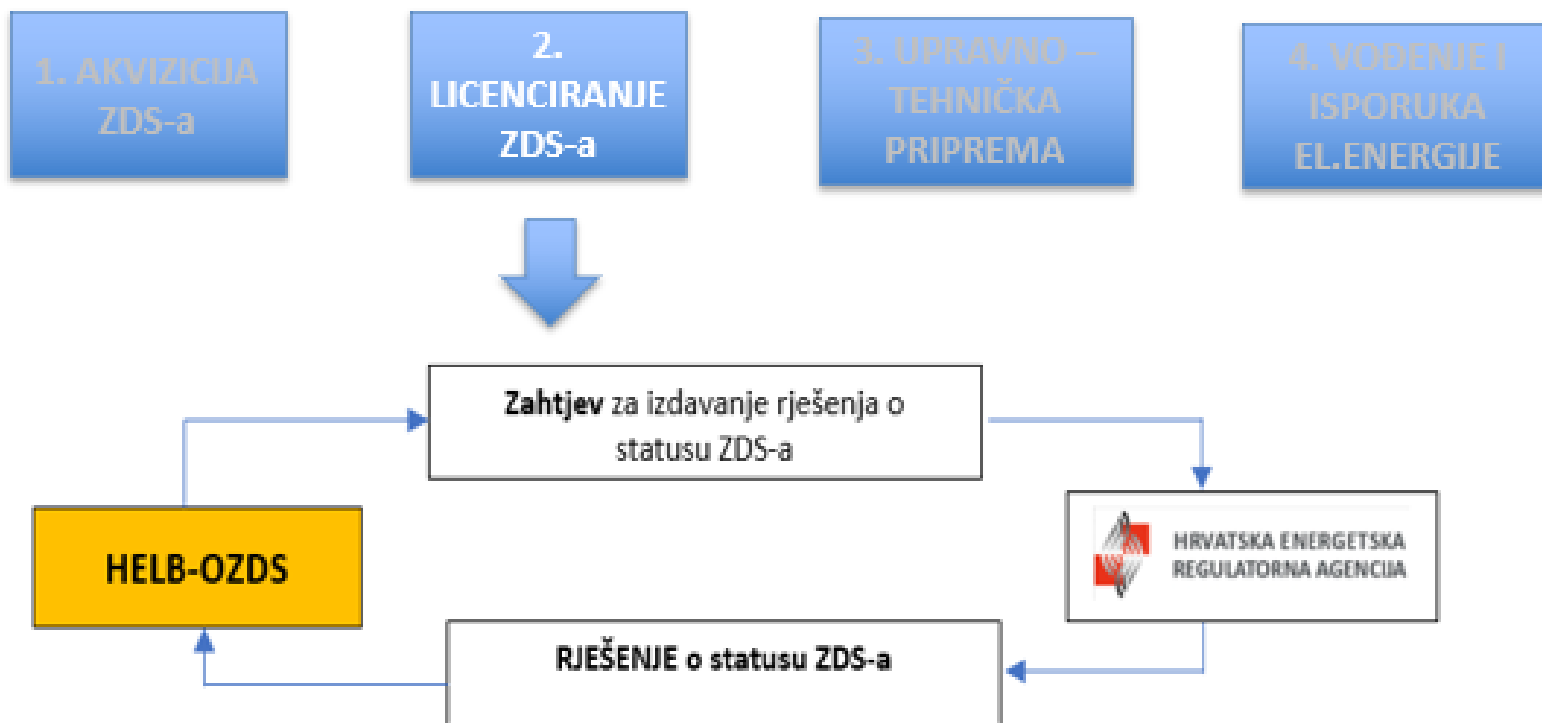 1. AKVIZICIJA
ZDS-a
2.
LICENCIRANJE
ZDS-a
3. UPRAVNO –
TEHNIČKA
PRIPREMA
4. VOĐENJE I
ISPORUKA
EL.ENERGIJE
Zahtjev za izdavanje rješenja o
statusu ZDS-a
HELB-OZDS
HRVATSKA ENERGETSKA
REGULATORNA AGENCIJA
RJEŠENJE o statusu ZDS-a